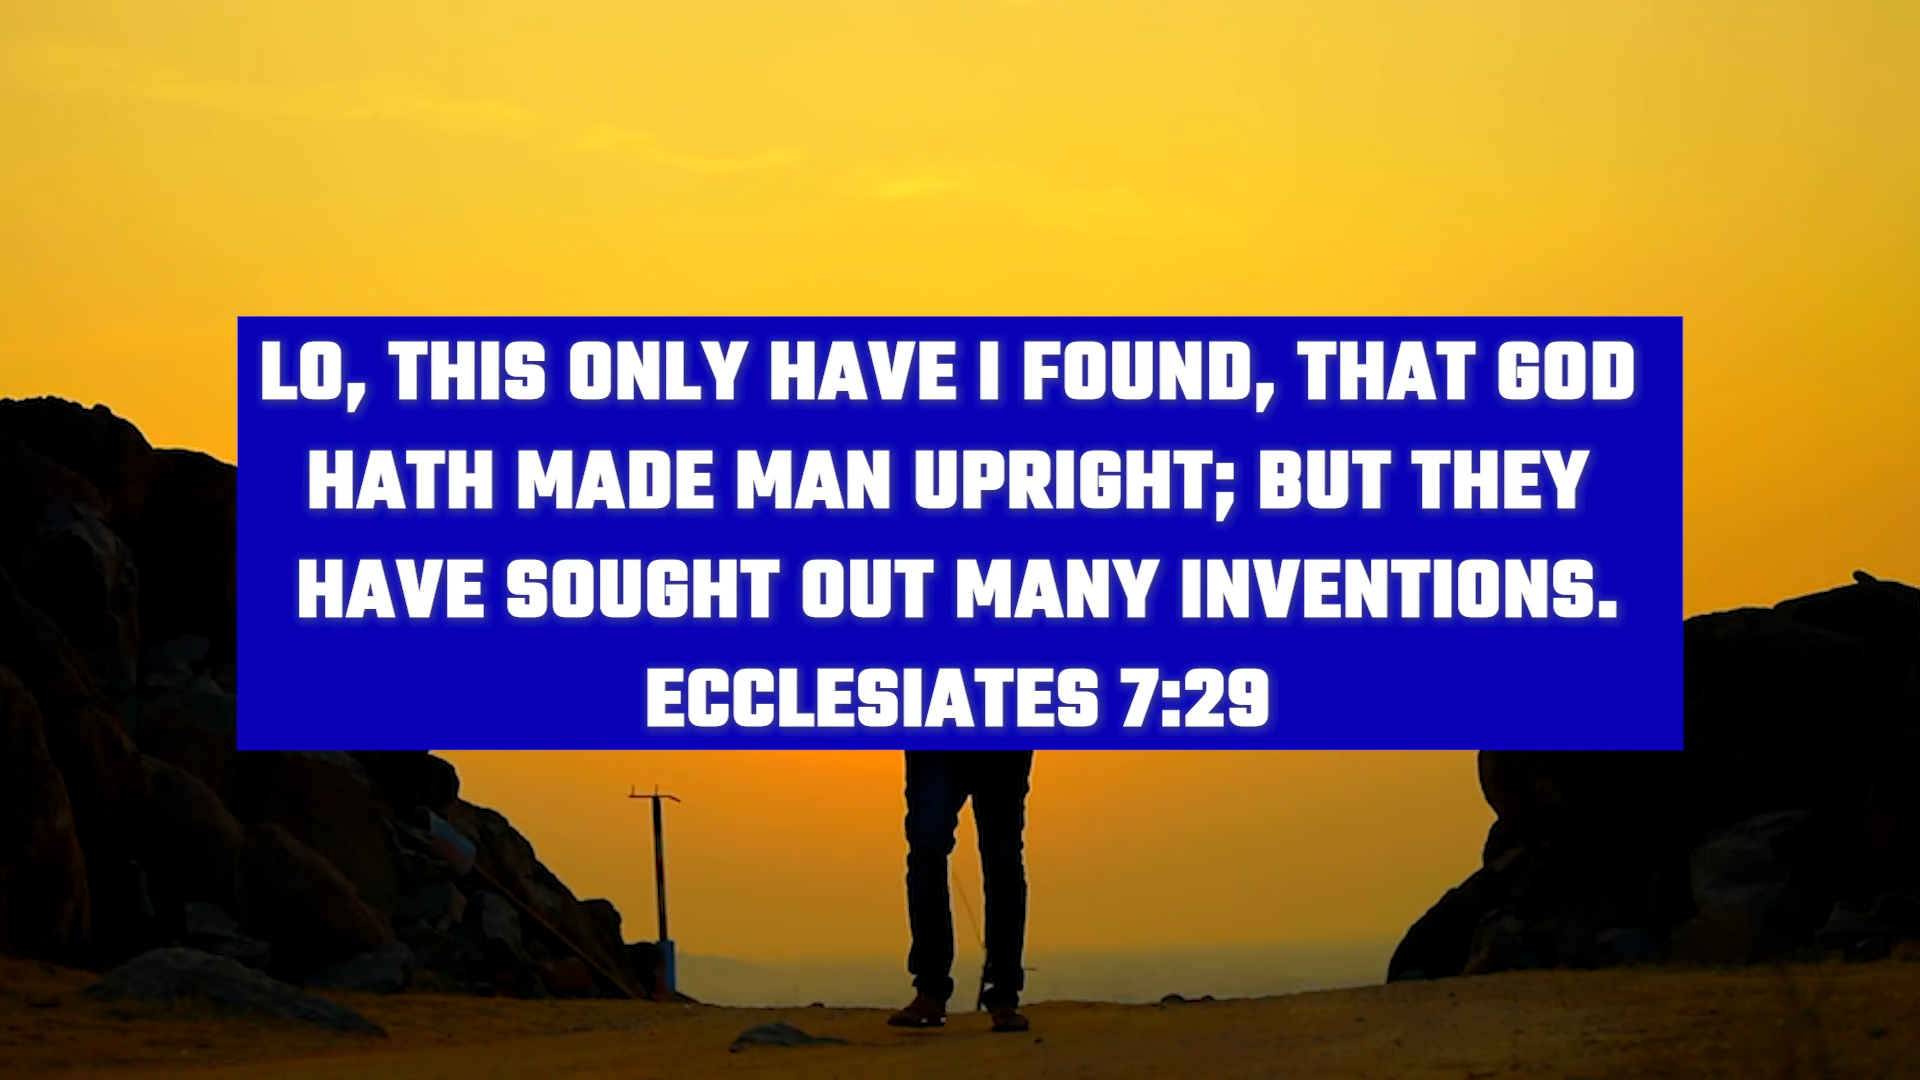 LO, THIS ONLY HAVE I FOUND, THAT GOD
HATH MADE MAN UPRIGHT; BUT THEY
HAVE SOUGHT OUT MANY INVENTIONS.
ECCLESIATES 7:29